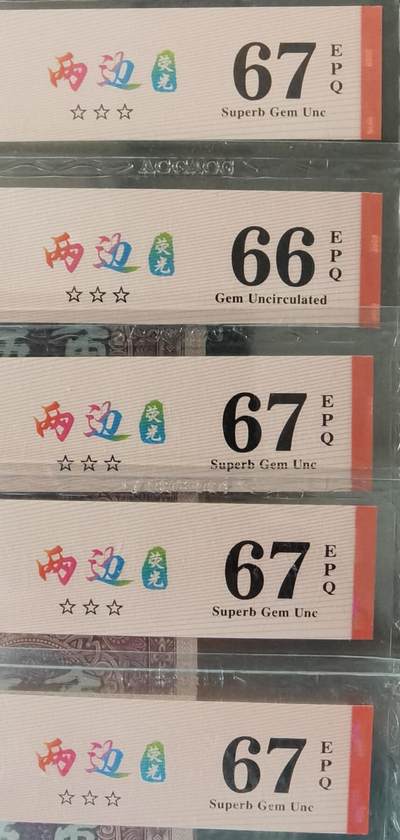 两边 荧光 67 EPQ
☆☆☆ Superb Gem Unc
ACGACG
两边 荧光 66 EPQ
☆☆☆ Gem Uncirculated
两边 荧光 67 EPQ
☆☆☆ Superb Gem Unc
两边 荧光 67 EPQ
☆☆☆ Superb Gem Unc
两边 荧光 67 EPQ
☆☆☆ Superb Gem Unc